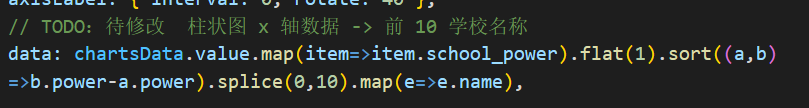 axisLabel: { interval: 0, rotate: 40 },
// TODO: 待修改  柱状图 x 轴数据 -> 前 10 学校名称
data: chartsData.value.map(item=>item.school_power).flat(1).sort((a,b)
=>b.power-a.power).splice(0,10).map(e=>e.name),